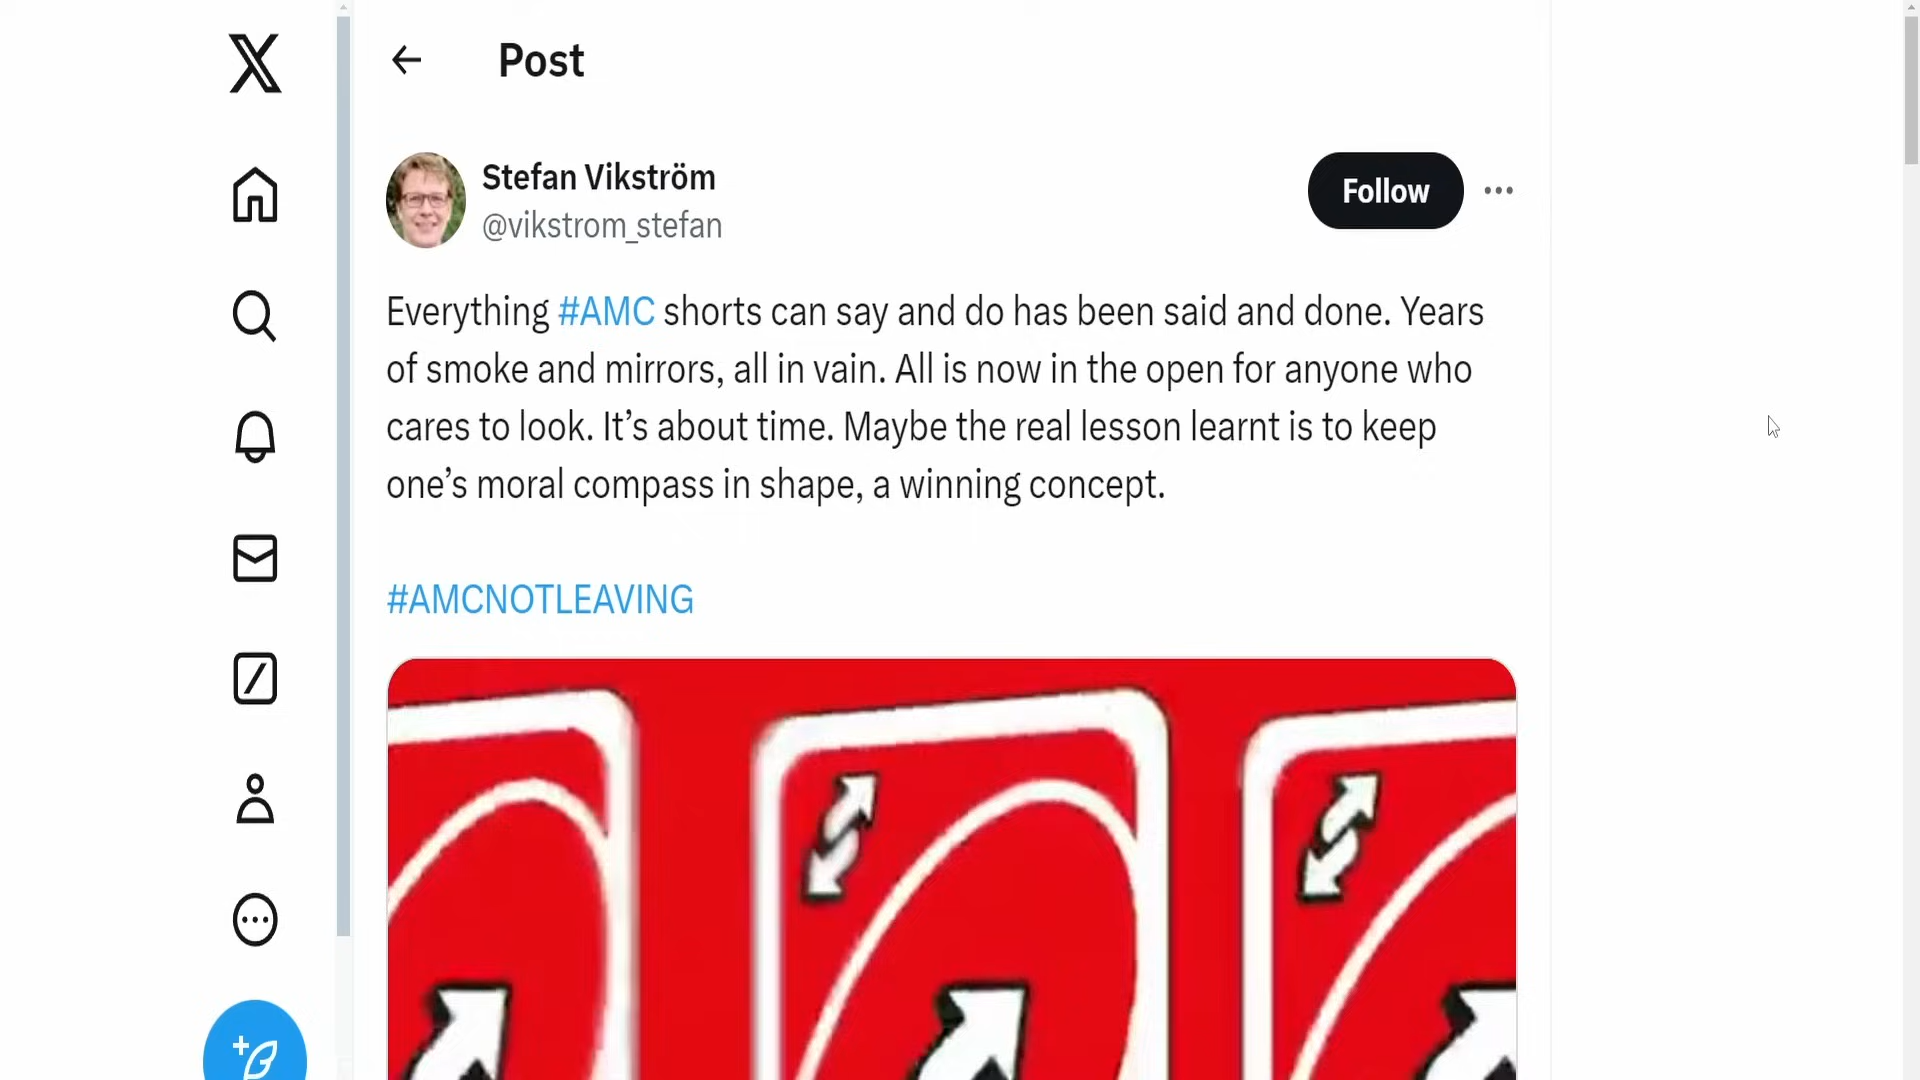 Post
Stefan Vikström
@vikstrom_stefan
Follow
Everything #AMC shorts can say and do has been said and done. Years
of smoke and mirrors, all in vain. All is now in the open for anyone who
cares to look. It’s about time. Maybe the real lesson learnt is to keep
one’s moral compass in shape, a winning concept.
#AMCNOTLEAVING